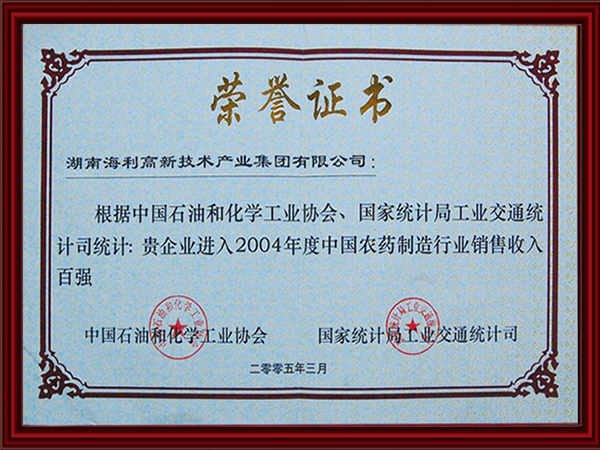 荣誉证书
湖南海利高新技术产业集团有限公司:
根据中国石油和化学工业协会、国家统计局工业交通统
计司统计: 贵企业进入2004年度中国农药制造行业销售收入
百强
中国石油和化学工业协会 国家统计局工业交通统计司
二零零五年三月